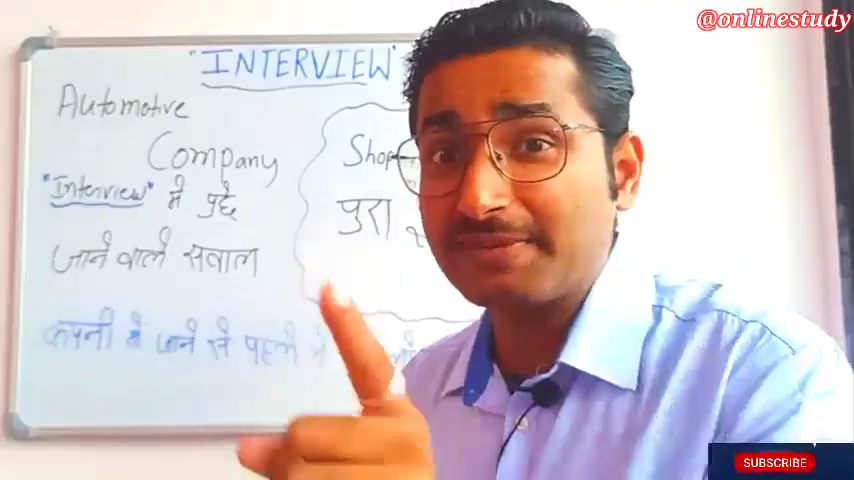 @onlinestudy
"INTERVIEW"
Automotive
Company
"Interview" मे पुछे
जाने वाले सवाल
कंपनी में जाने से पहले
Shop
पुरा
SUBSCRIBE